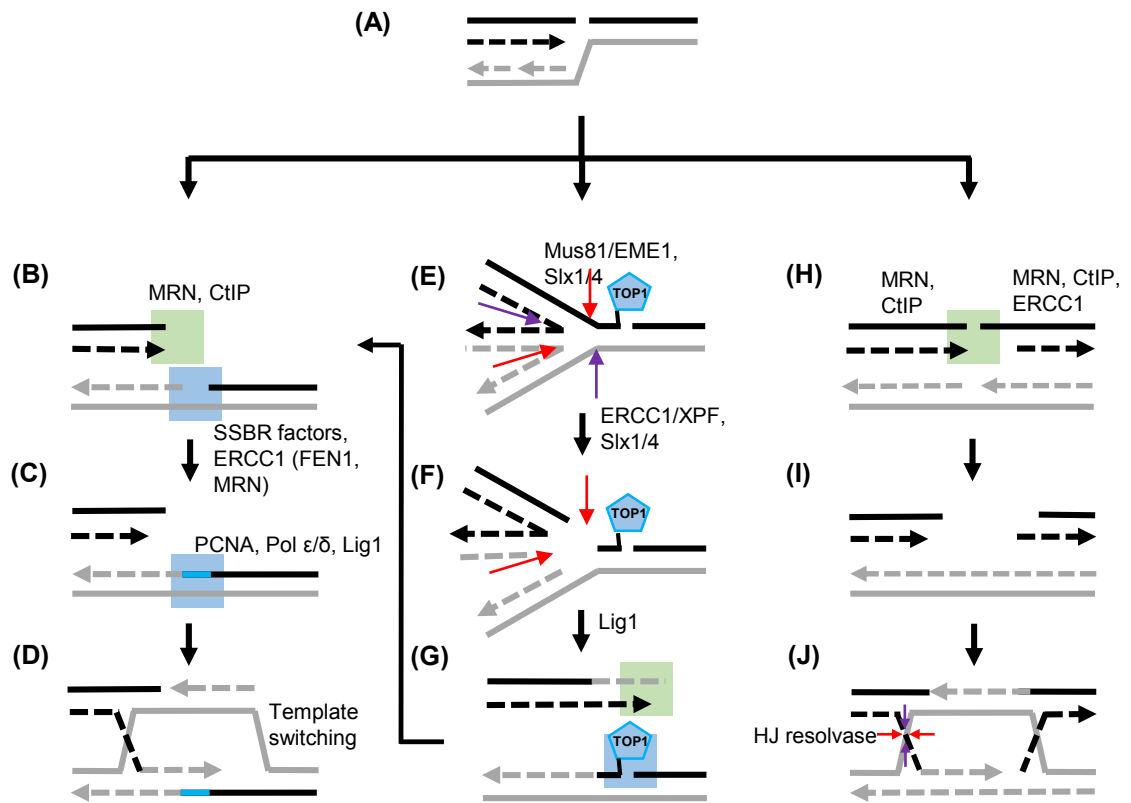 (A)
(B)
MRN, CtIP
SSBR factors,
ERCC1 (FEN1,
MRN)
(C)
PCNA, Pol ε/δ, Lig1
(D)
Template
switching
(E)
Mus81/EME1,
Slx1/4
TOP1
ERCC1/XPF,
Slx1/4
(F)
TOP1
Lig1
(G)
TOP1
(H)
MRN,
CtIP
MRN, CtIP,
ERCC1
(I)
(J)
HJ resolvase